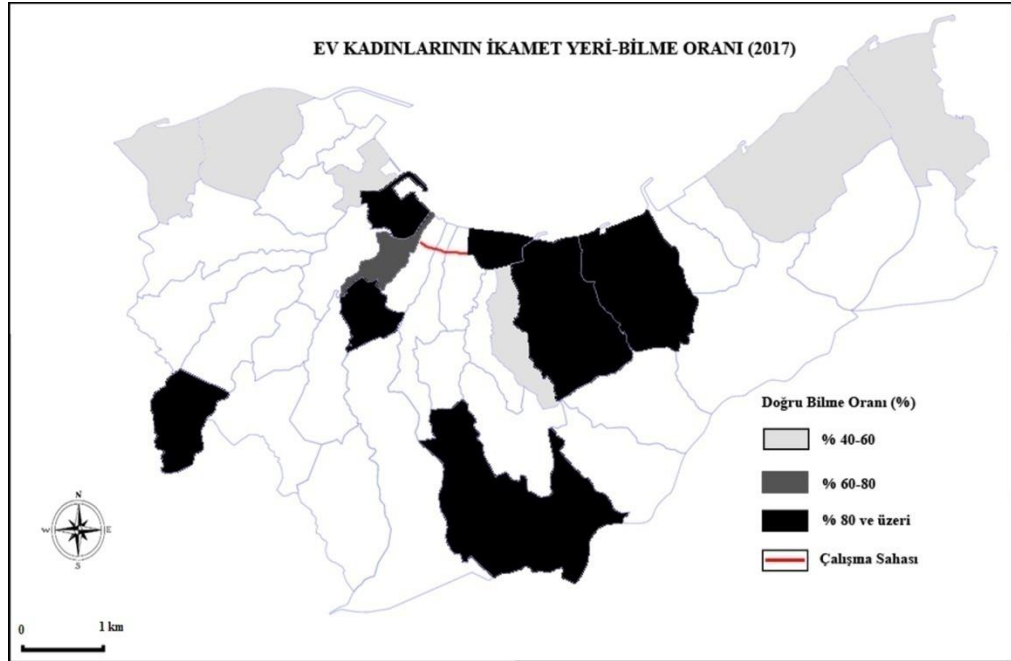 EV KADINLARININ İKAMET YERİ-BİLME ORANI (2017)
Doğru Bilme Oranı (%)
% 40-60
% 60-80
% 80 ve üzeri
Çalışma Sahası
N
W E
S
0 1 km